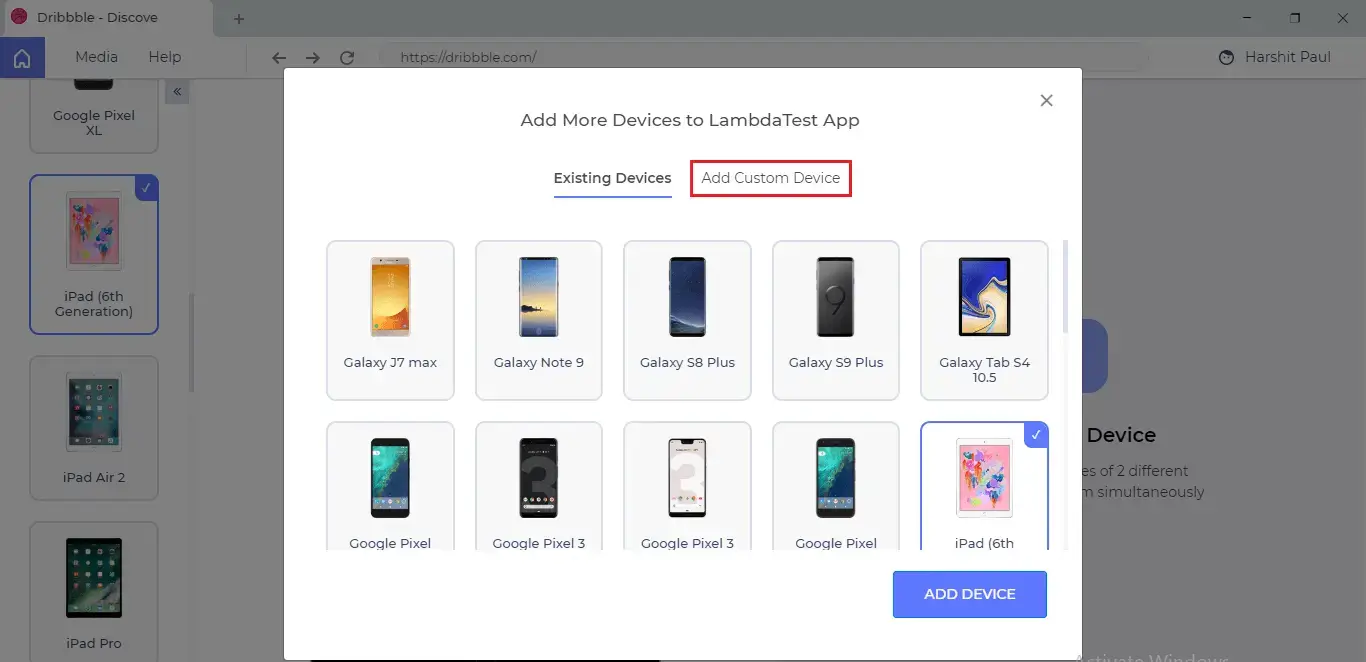 Dribbble - Discove
Media
Help
https://dribbble.com/
Harshit Paul
Google Pixel
XL
iPad (6th
Generation)
iPad Air 2
iPad Pro
Add More Devices to LambdaTest App
Existing Devices
Add Custom Device
Galaxy J7 max
Galaxy Note 9
Galaxy S8 Plus
Galaxy S9 Plus
Galaxy Tab S4
10.5
Google Pixel
Google Pixel 3
Google Pixel 3
Google Pixel
iPad (6th
ADD DEVICE
Device
es of 2 different
m simultaneously
Activate Windows